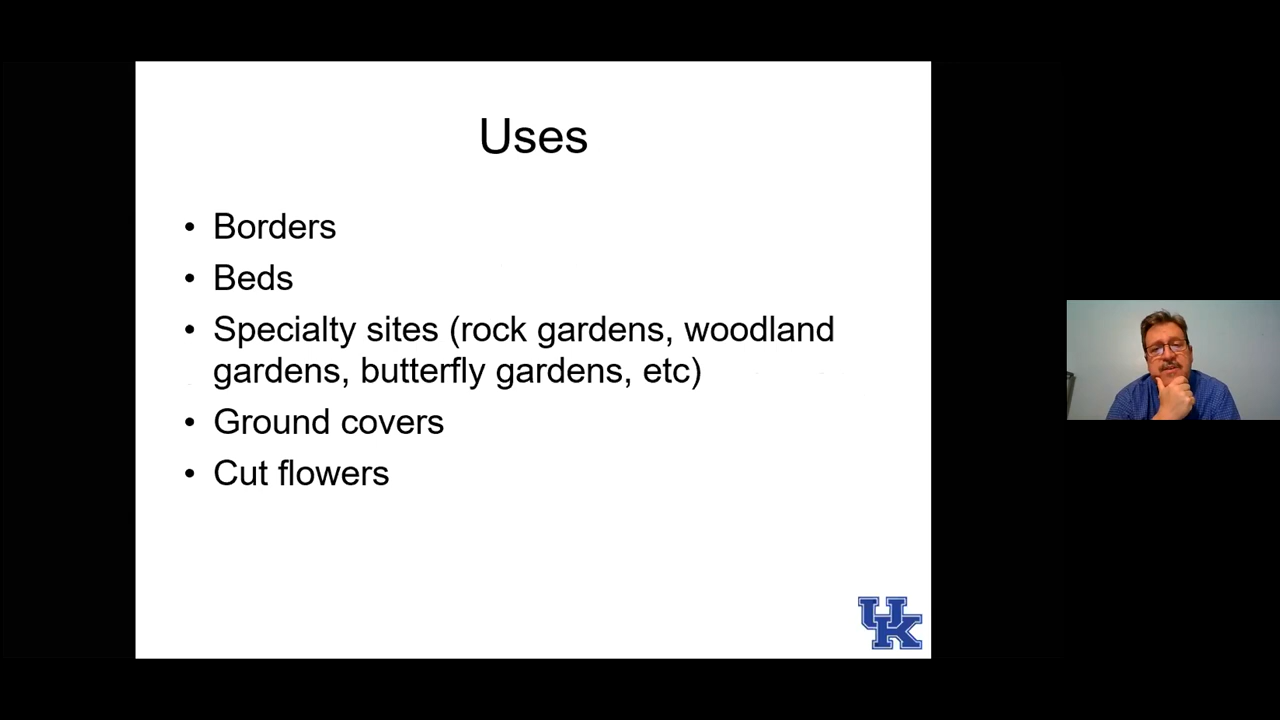 Uses
• Borders
• Beds
• Specialty sites (rock gardens, woodland
gardens, butterfly gardens, etc)
• Ground covers
• Cut flowers
UK